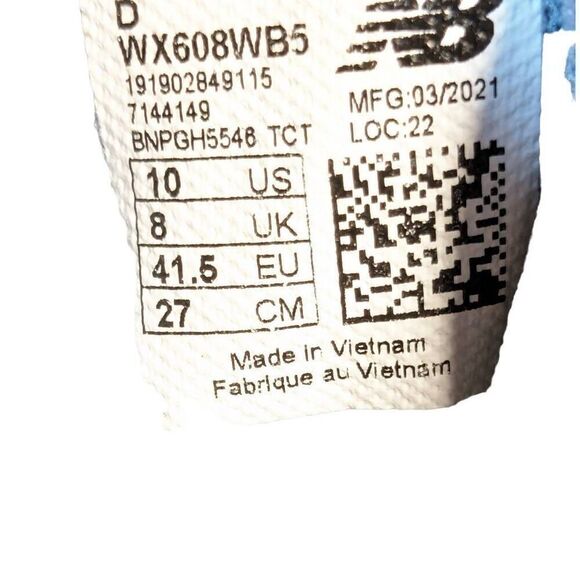 D
WX608WB5
191902849115
7144149
BNPGH5546 TCT
NB
MFG:03/2021
LOC:22
10 US
8 UK
41.5 EU
27 CM
Made in Vietnam
Fabrique au Vietnam